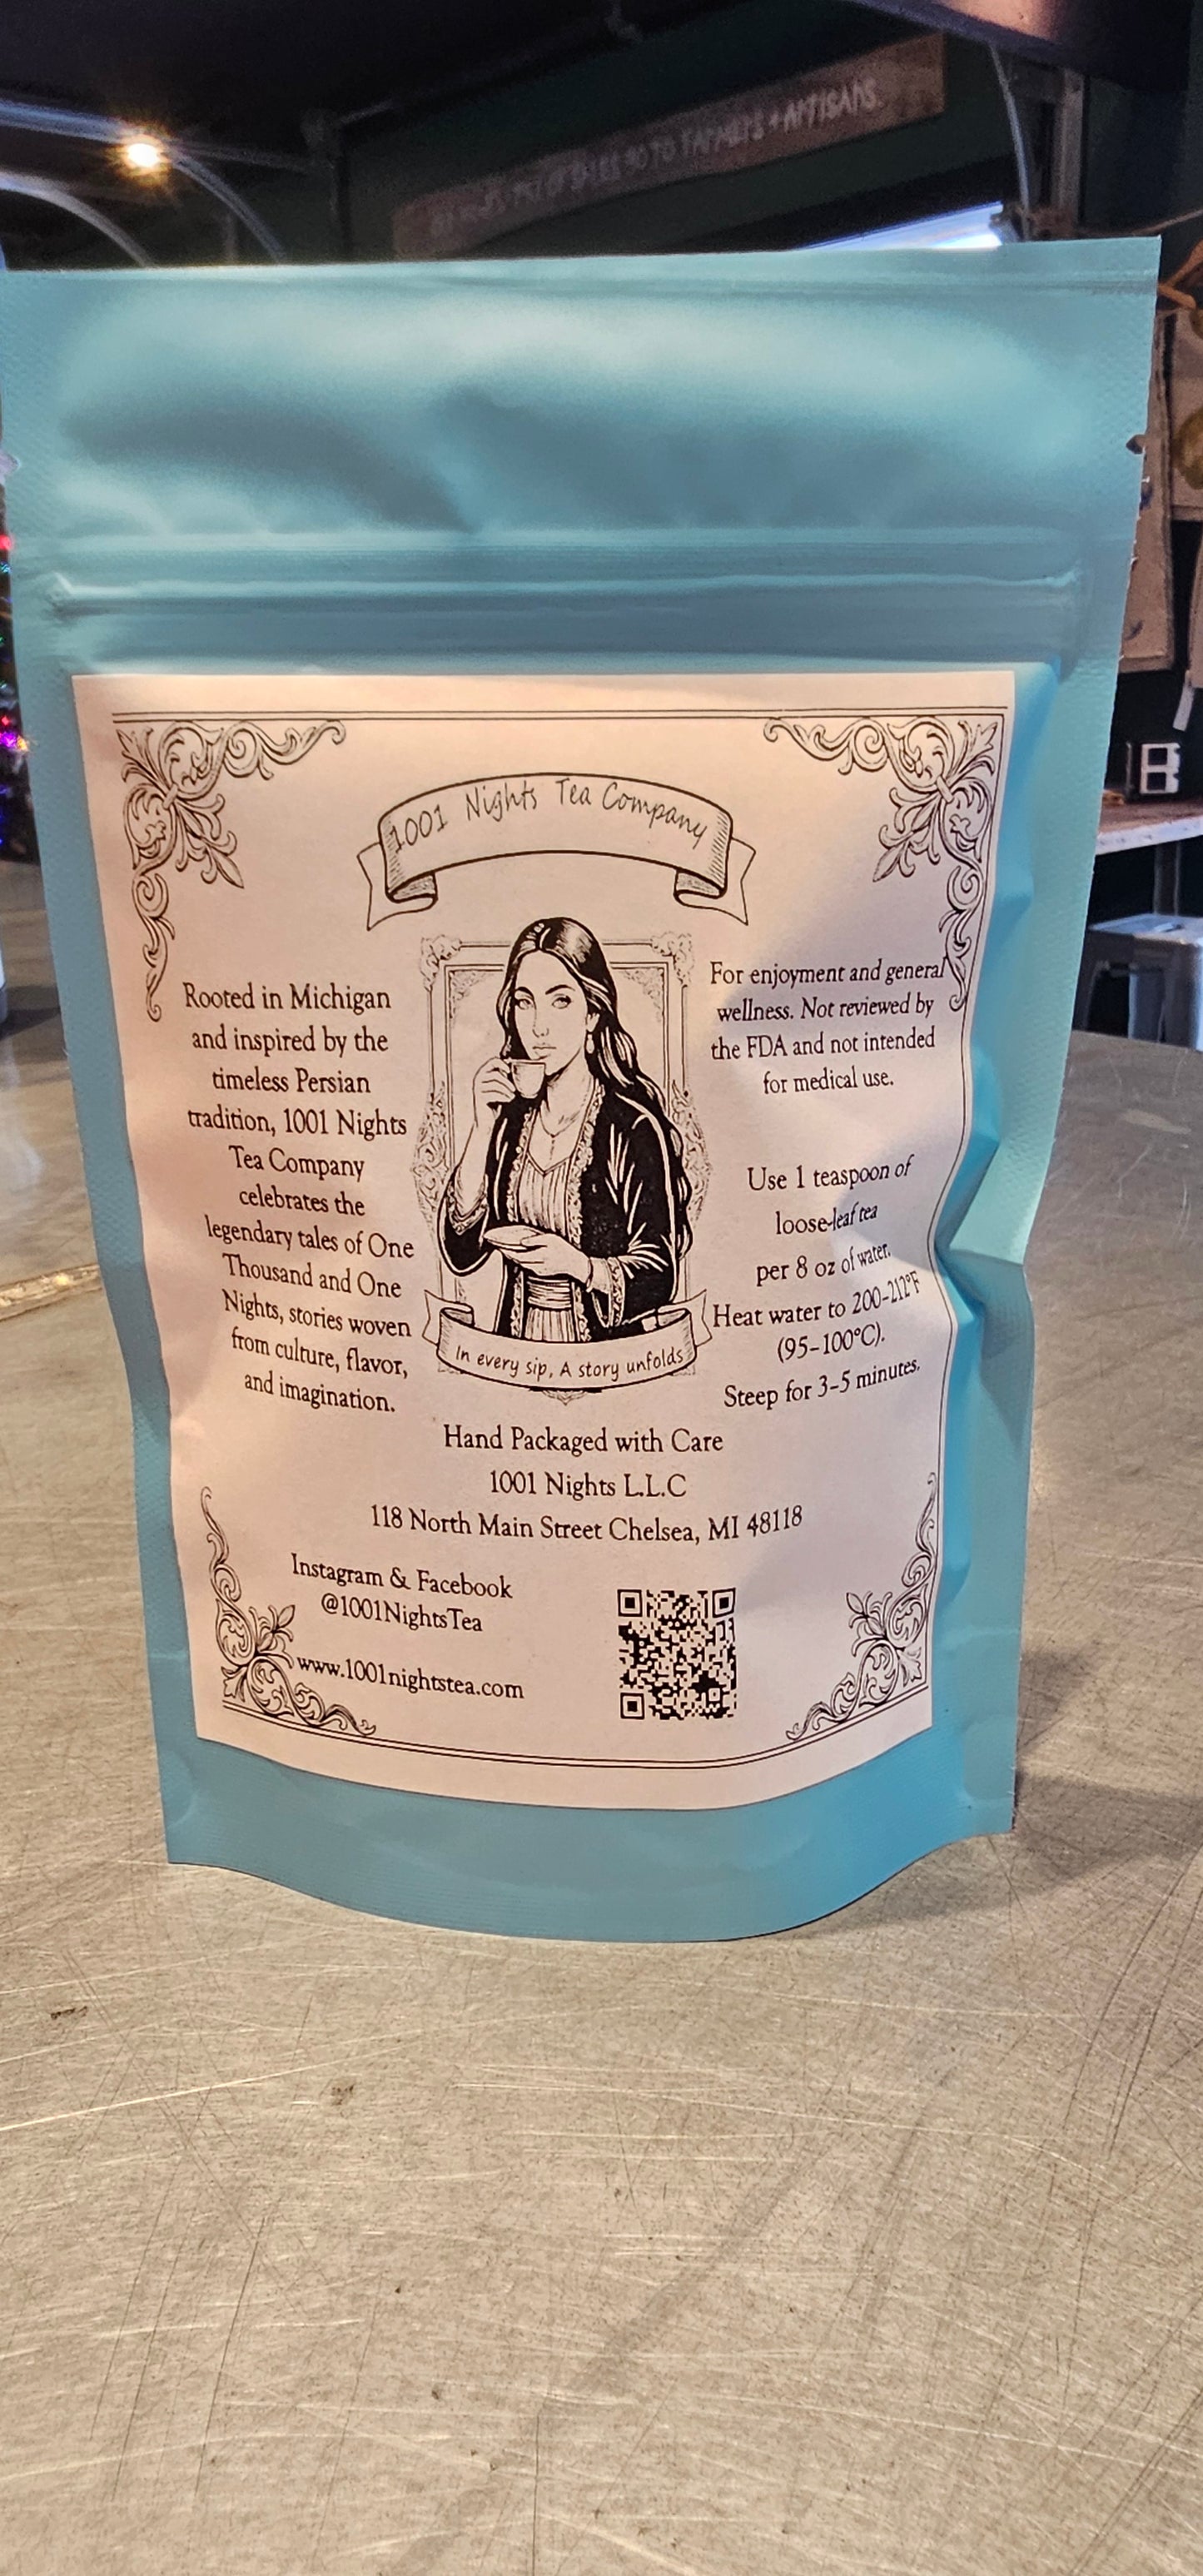 TO FARMERS + ARTISANS
1001 Nights Tea Company
Rooted in Michigan
and inspired by the
timeless Persian
tradition, 1001 Nights
Tea Company
celebrates the
legendary tales of One
Thousand and One
Nights, stories woven
from culture, flavor,
and imagination.
For enjoyment and general
wellness. Not reviewed by
the FDA and not intended
for medical use.
Use 1 teaspoon of
loose-leaf tea
per 8 oz of water.
Heat water to 200-212°F
(95-100°C).
Steep for 3-5 minutes.
In every sip, A story unfolds
Hand Packaged with Care
1001 Nights L.L.C
118 North Main Street Chelsea, MI 48118
Instagram & Facebook
@1001NightsTea
www.1001nightstea.com